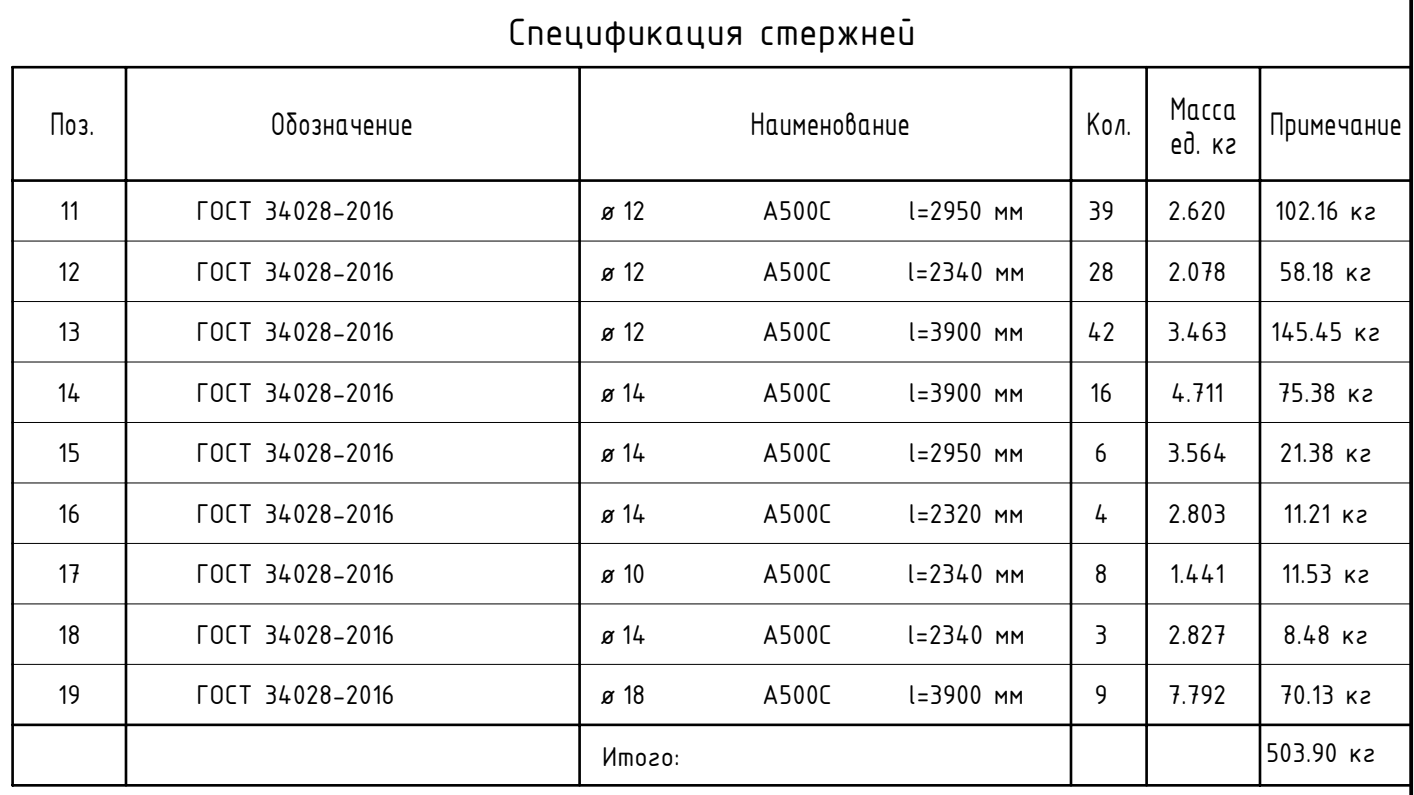 Спецификация стержней
Поз. Обозначение Наименование Кол. Масса ед. кг Примечание
11 ГОСТ 34028-2016 ø 12 А500С l=2950 мм 39 2.620 102.16 кг
12 ГОСТ 34028-2016 ø 12 А500С l=2340 мм 28 2.078 58.18 кг
13 ГОСТ 34028-2016 ø 12 А500С l=3900 мм 42 3.463 145.45 кг
14 ГОСТ 34028-2016 ø 14 А500С l=3900 мм 16 4.711 75.38 кг
15 ГОСТ 34028-2016 ø 14 А500С l=2950 мм 6 3.564 21.38 кг
16 ГОСТ 34028-2016 ø 14 А500С l=2320 мм 4 2.803 11.21 кг
17 ГОСТ 34028-2016 ø 10 А500С l=2340 мм 8 1.441 11.53 кг
18 ГОСТ 34028-2016 ø 14 А500С l=2340 мм 3 2.827 8.48 кг
19 ГОСТ 34028-2016 ø 18 А500С l=3900 мм 9 7.792 70.13 кг
Итого: 503.90 кг